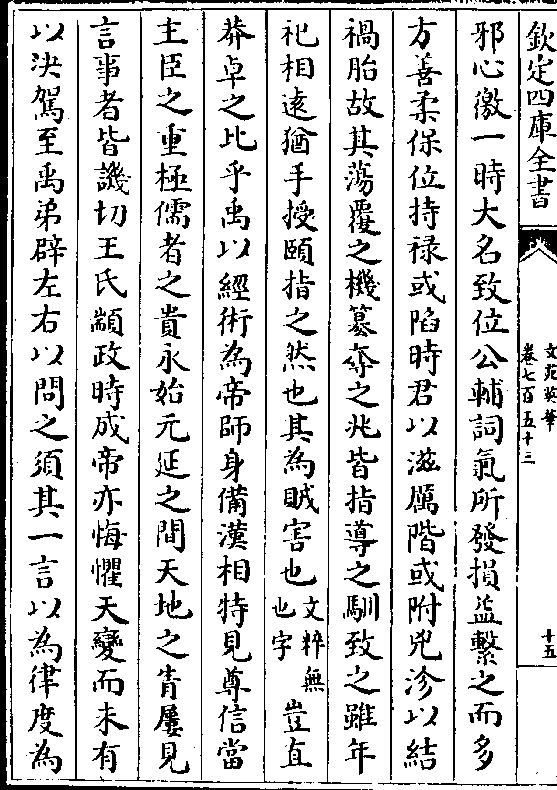 欽定四庫全書
文苑英華
卷七百五十三
十五
邪心徼一時大名致位公輔詞氣所發損益繫之而多
方善柔保位持祿或陷時君以滋厲階或附兇沴以結
禍胎故其蕩覆之機簒奪之兆皆指導之馴致之雖年
祀相逺猶手授頤指之然也其為賊害也文粹無也字豈直
莽卓之比乎禹以經術為帝師身備漢相特見尊信當
主臣之重極儒者之貴永始元延之間天地之眚屢見
言事者皆譏切王氏顓政時成帝亦悔懼天變而未有
以決駕至禹弟辟左右以問之須其一言以為律度為